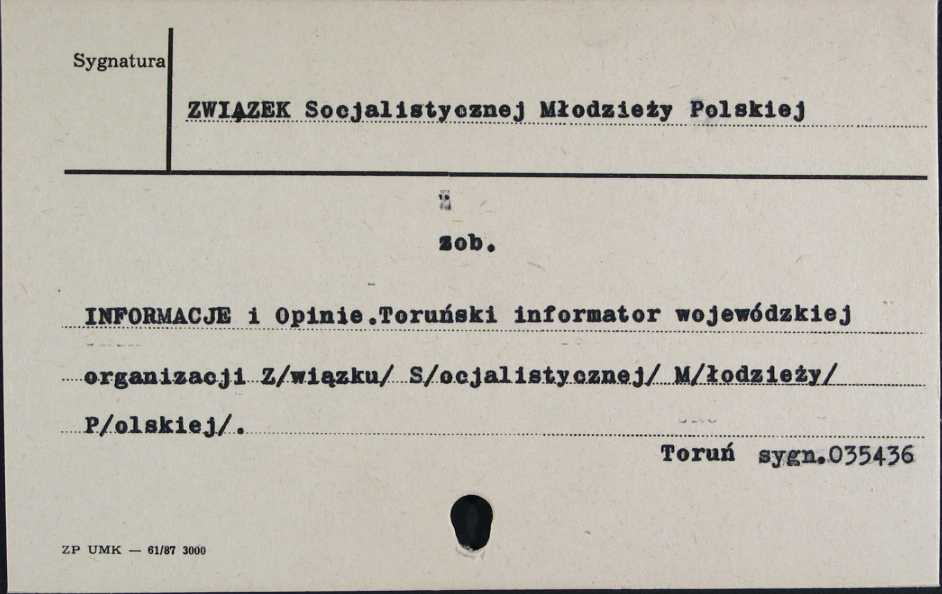 Sygnatura
ZWIĄZEK Socjalistycznej Młodzieży Polskiej
zob.
INFORMACJE i Opinie.Toruński informator wojewódzkiej
organizacji Z/wiązku/ S/ocjalistycznej/ M/łodzieży/
P/olskiej/.
Toruń sygn.035436
ZP UMK — 61/87 3000